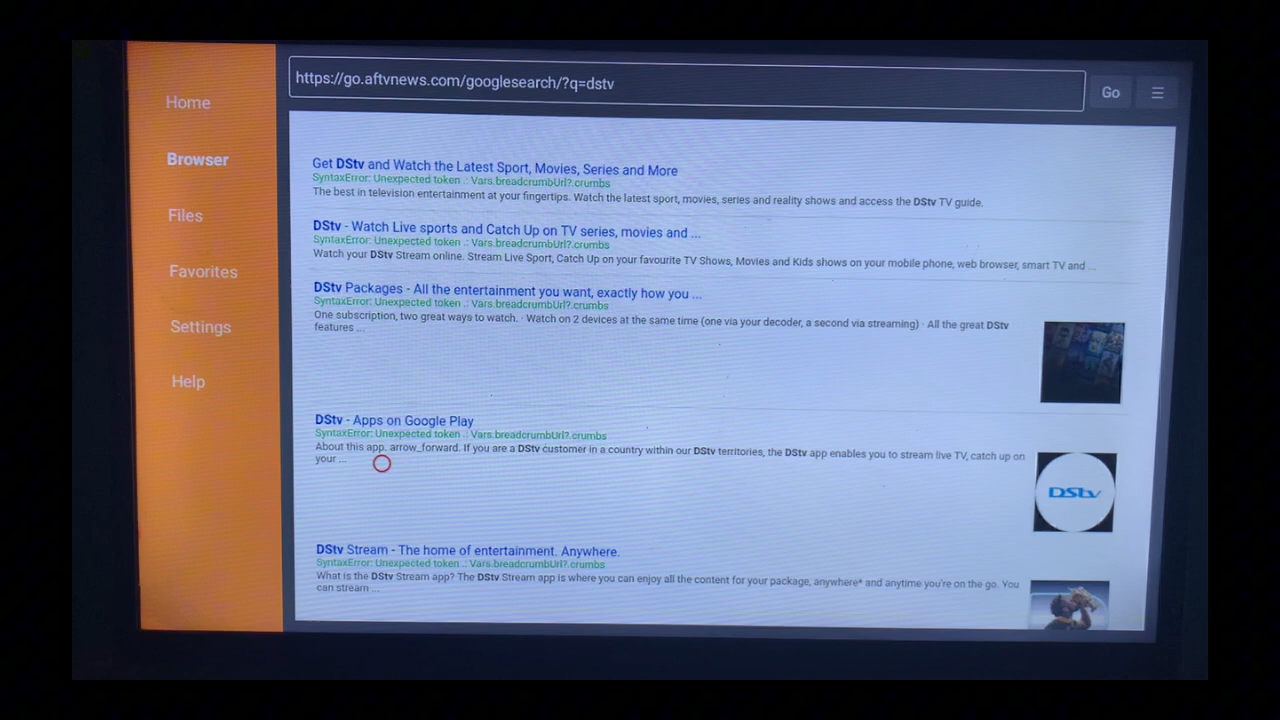 https://go.aftvnews.com/googlesearch/?q=dstv
Go
☰
Home
Browser
Files
Favorites
Settings
Help
Get DStv and Watch the Latest Sport, Movies, Series and More
SyntaxError: Unexpected token .: Vars.breadcrumbUrl?.crumbs
The best in television entertainment at your fingertips. Watch the latest sport, movies, series and reality shows and access the DStv TV guide.
DStv - Watch Live sports and Catch Up on TV series, movies and ...
SyntaxError: Unexpected token .: Vars.breadcrumbUrl?.crumbs
Watch your DStv Stream online. Stream Live Sport, Catch Up on your favourite TV Shows, Movies and Kids shows on your mobile phone, web browser, smart TV and ...
DStv Packages - All the entertainment you want, exactly how you ...
SyntaxError: Unexpected token .: Vars.breadcrumbUrl?.crumbs
One subscription, two great ways to watch. · Watch on 2 devices at the same time (one via your decoder, a second via streaming) · All the great DStv
features ...
DStv - Apps on Google Play
SyntaxError: Unexpected token .: Vars.breadcrumbUrl?.crumbs
About this app. arrow_forward. If you are a DStv customer in a country within our DStv territories, the DStv app enables you to stream live TV, catch up on
your ...
DStv
DStv Stream - The home of entertainment. Anywhere.
SyntaxError: Unexpected token .: Vars.breadcrumbUrl?.crumbs
What is the DStv Stream app? The DStv Stream app is where you can enjoy all the content for your package, anywhere* and anytime you're on the go. You
can stream ...